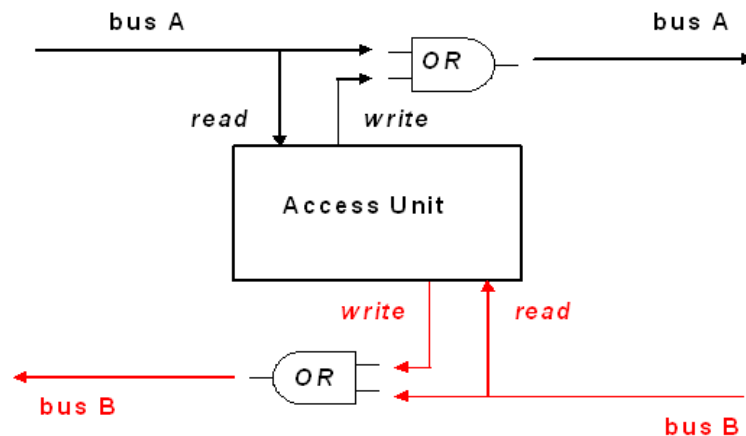 bus A
bus A
OR
read
write
Access Unit
write
read
OR
bus B
bus B